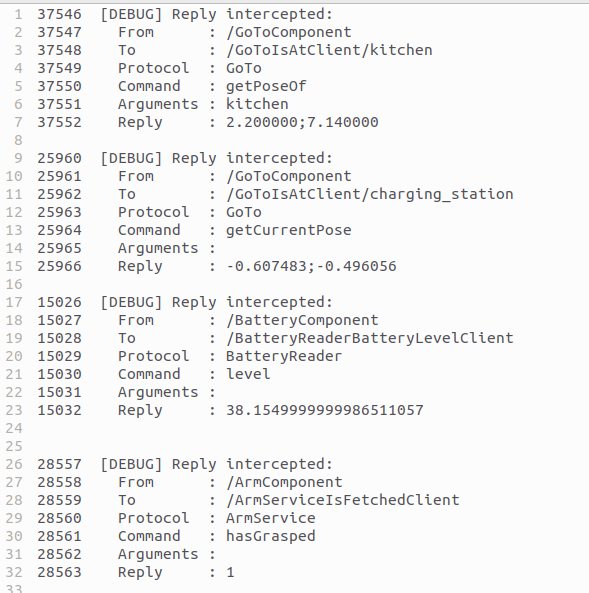 1 37546 [DEBUG] Reply intercepted:
2 37547 From : /GoToComponent
3 37548 To : /GoToIsAtClient/kitchen
4 37549 Protocol : GoTo
5 37550 Command : getPoseOf
6 37551 Arguments : kitchen
7 37552 Reply : 2.200000;7.140000
8
9 25960 [DEBUG] Reply intercepted:
10 25961 From : /GoToComponent
11 25962 To : /GoToIsAtClient/charging_station
12 25963 Protocol : GoTo
13 25964 Command : getCurrentPose
14 25965 Arguments :
15 25966 Reply : -0.607483;-0.496056
16
17 15026 [DEBUG] Reply intercepted:
18 15027 From : /BatteryComponent
19 15028 To : /BatteryReaderBatteryLevelClient
20 15029 Protocol : BatteryReader
21 15030 Command : level
22 15031 Arguments :
23 15032 Reply : 38.1549999999986511057
24
25
26 28557 [DEBUG] Reply intercepted:
27 28558 From : /ArmComponent
28 28559 To : /ArmServiceIsFetchedClient
29 28560 Protocol : ArmService
30 28561 Command : hasGrasped
31 28562 Arguments :
32 28563 Reply : 1
33